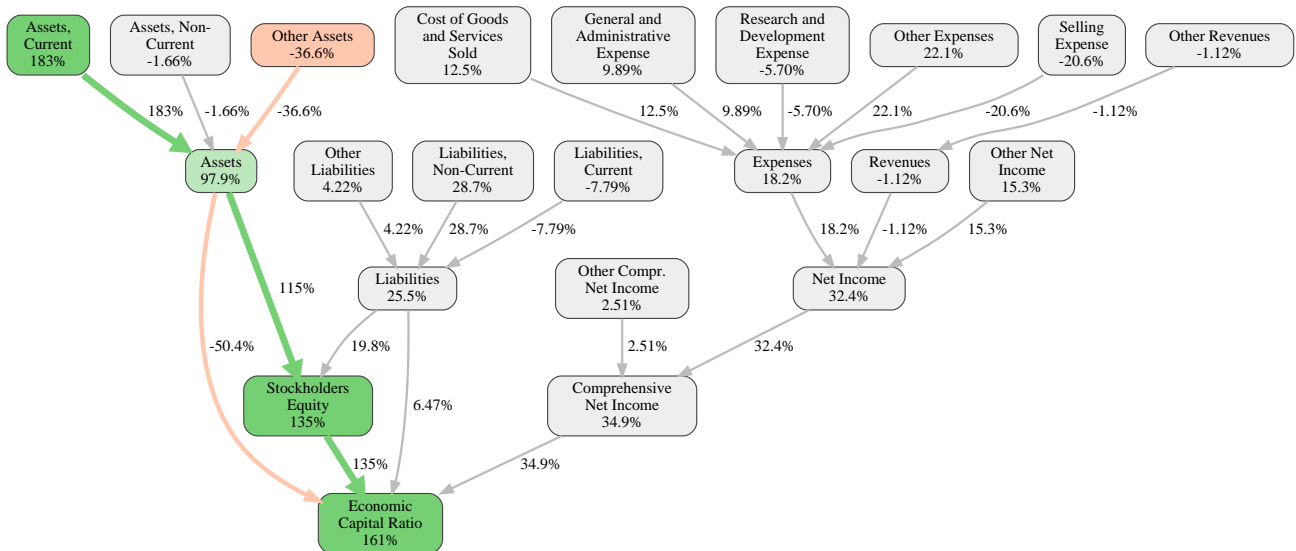 Assets,
Current
183%
Assets, Non-
Current
-1.66%
Other Assets
-36.6%
Cost of Goods
and Services
Sold
12.5%
General and
Administrative
Expense
9.89%
Research and
Development
Expense
-5.70%
Other Expenses
22.1%
Selling
Expense
-20.6%
Other Revenues
-1.12%
183%
-1.66%
-36.6%
12.5%
9.89%
-5.70%
22.1%
-20.6%
-1.12%
Assets
97.9%
Other
Liabilities
4.22%
Liabilities,
Non-Current
28.7%
Liabilities,
Current
-7.79%
Expenses
18.2%
Revenues
-1.12%
Other Net
Income
15.3%
4.22%
28.7%
-7.79%
18.2%
-1.12%
15.3%
115%
Liabilities
25.5%
Other Compr.
Net Income
2.51%
Net Income
32.4%
-50.4%
19.8%
2.51%
32.4%
Stockholders
Equity
135%
6.47%
Comprehensive
Net Income
34.9%
135%
34.9%
Economic
Capital Ratio
161%